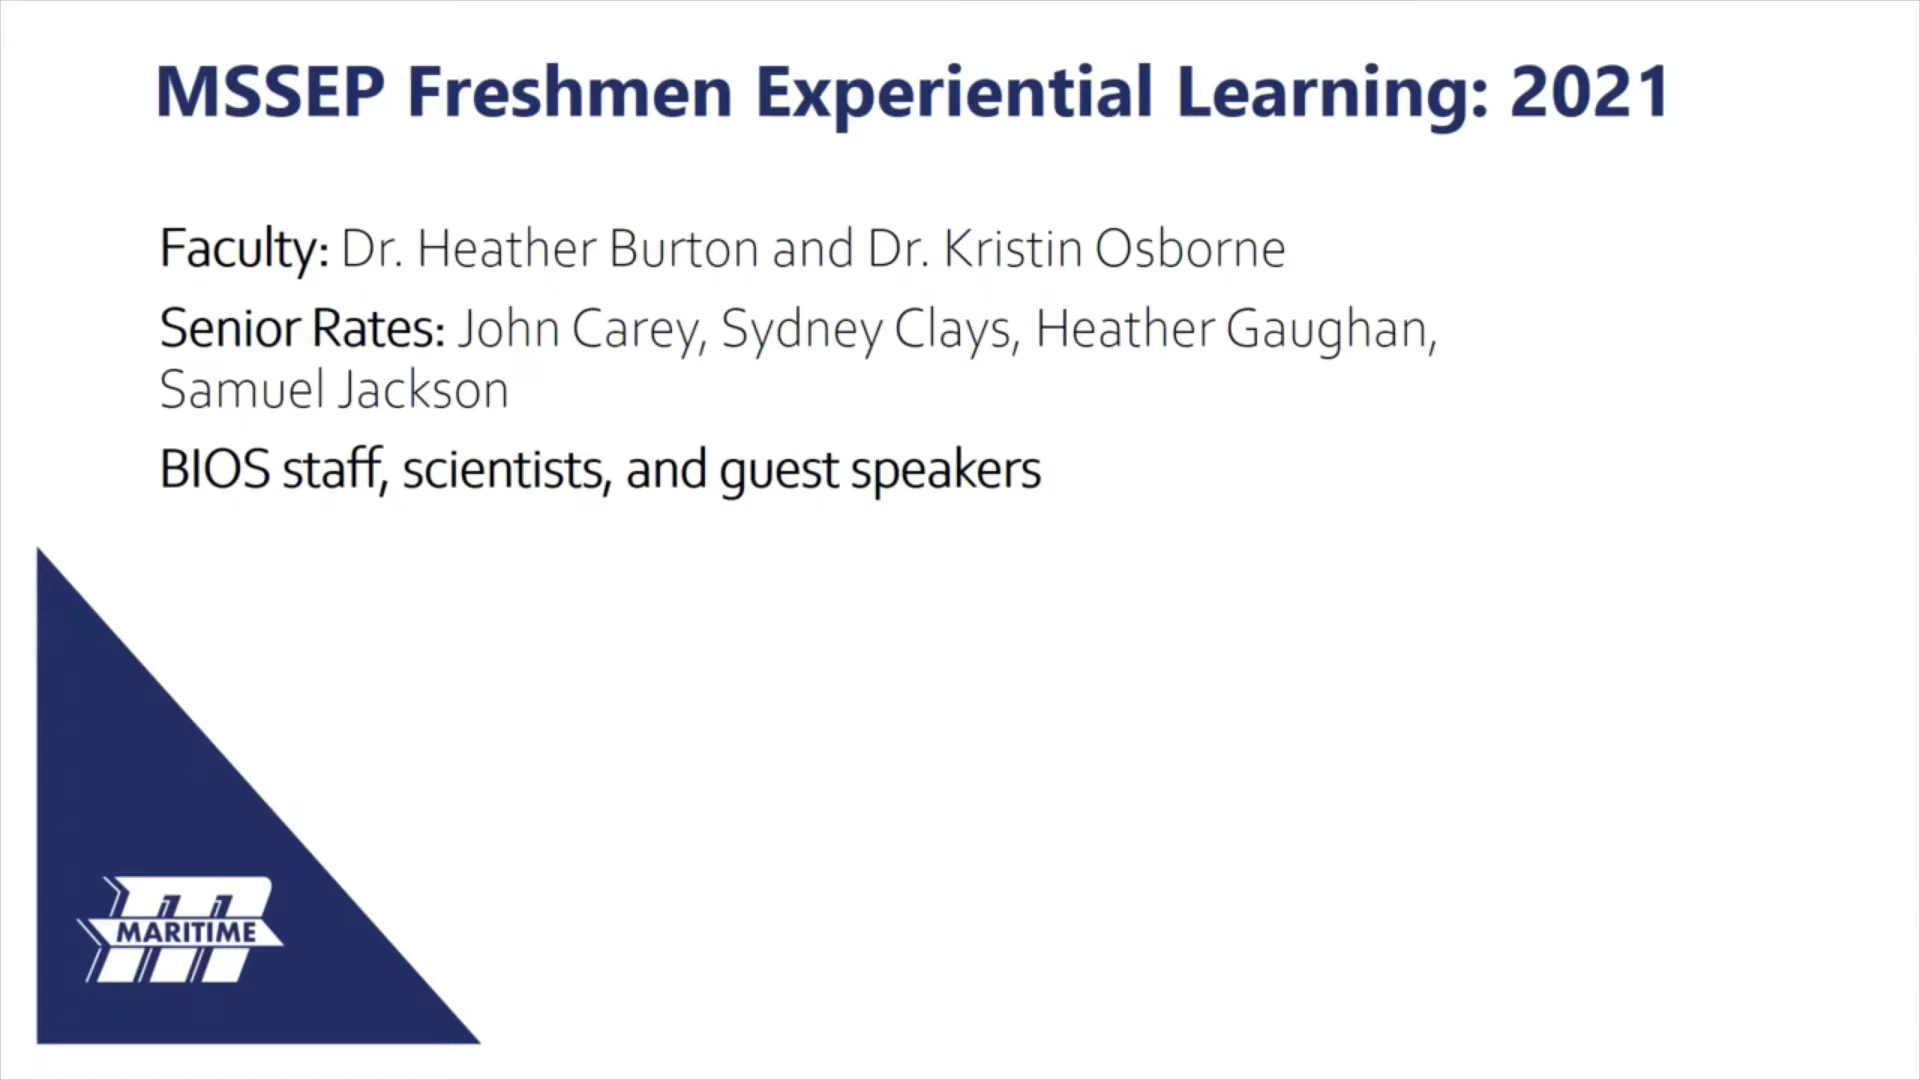 MSSEP Freshmen Experiential Learning: 2021
Faculty: Dr. Heather Burton and Dr. Kristin Osborne
Senior Rates: John Carey, Sydney Clays, Heather Gaughan,
Samuel Jackson
BIOS staff, scientists, and guest speakers
MARITIME